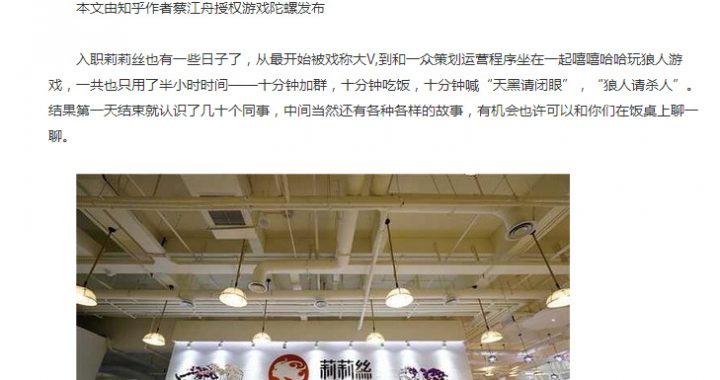 本文由知乎作者蔡江舟授权游戏陀螺发布
入职莉莉丝也有一些日子了，从最开始被戏称大V,到和一众策划运营程序坐在一起嘻嘻哈哈玩狼人游
戏，一共也只用了半小时时间——十分钟加群，十分钟吃饭，十分钟喊“天黑请闭眼”，“狼人请杀人”。
结果第一天结束就认识了几十个同事，中间当然还有各种各样的故事，有机会也许可以和你们在饭桌上聊一
聊。
莉莉丝